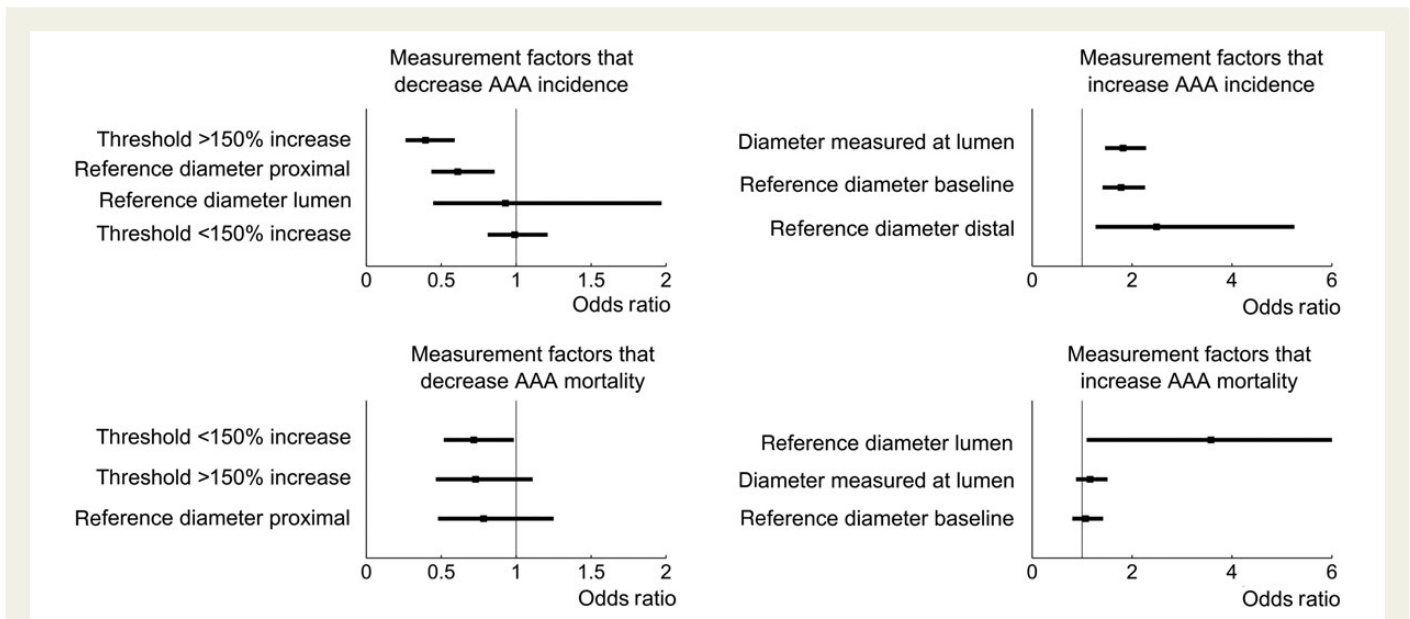 Measurement factors that
decrease AAA incidence
Threshold >150% increase
Reference diameter proximal
Reference diameter lumen
Threshold <150% increase
0 0.5 1 1.5 2
Odds ratio
Measurement factors that
increase AAA incidence
Diameter measured at lumen
Reference diameter baseline
Reference diameter distal
0 2 4 6
Odds ratio
Measurement factors that
decrease AAA mortality
Threshold <150% increase
Threshold >150% increase
Reference diameter proximal
0 0.5 1 1.5 2
Odds ratio
Measurement factors that
increase AAA mortality
Reference diameter lumen
Diameter measured at lumen
Reference diameter baseline
0 2 4 6
Odds ratio